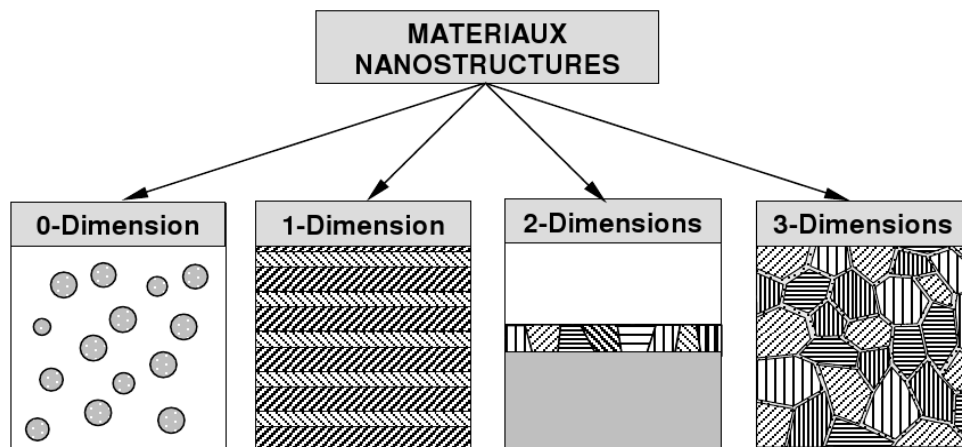 MATERIAUX
NANOSTRUCTURES
0-Dimension
1-Dimension
2-Dimensions
3-Dimensions